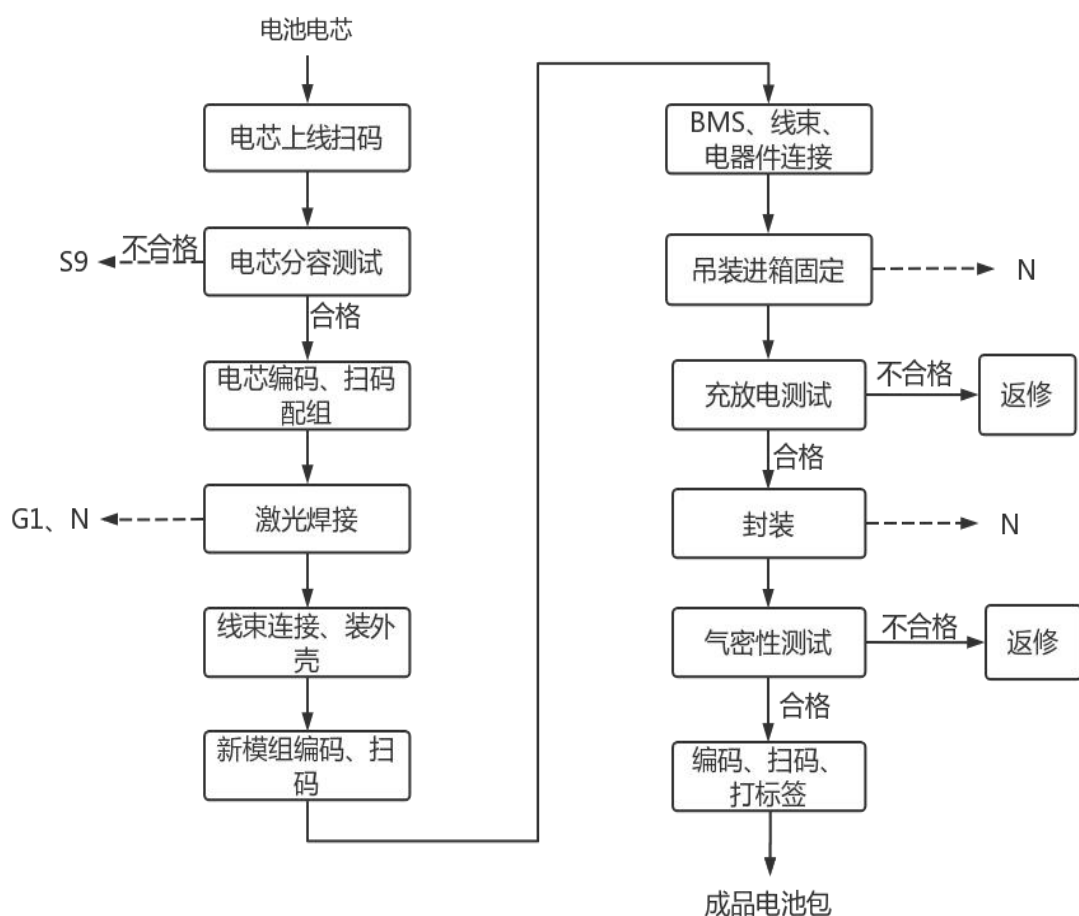 电池电芯
电芯上线扫码
不合格
S9
电芯分容测试
合格
电芯编码、扫码
配组
G1、N
激光焊接
线束连接、装外
壳
新模组编码、扫
码
BMS、线束、
电器件连接
吊装进箱固定
N
充放电测试
不合格
返修
合格
封装
N
气密性测试
不合格
返修
合格
编码、扫码、
打标签
成品电池包